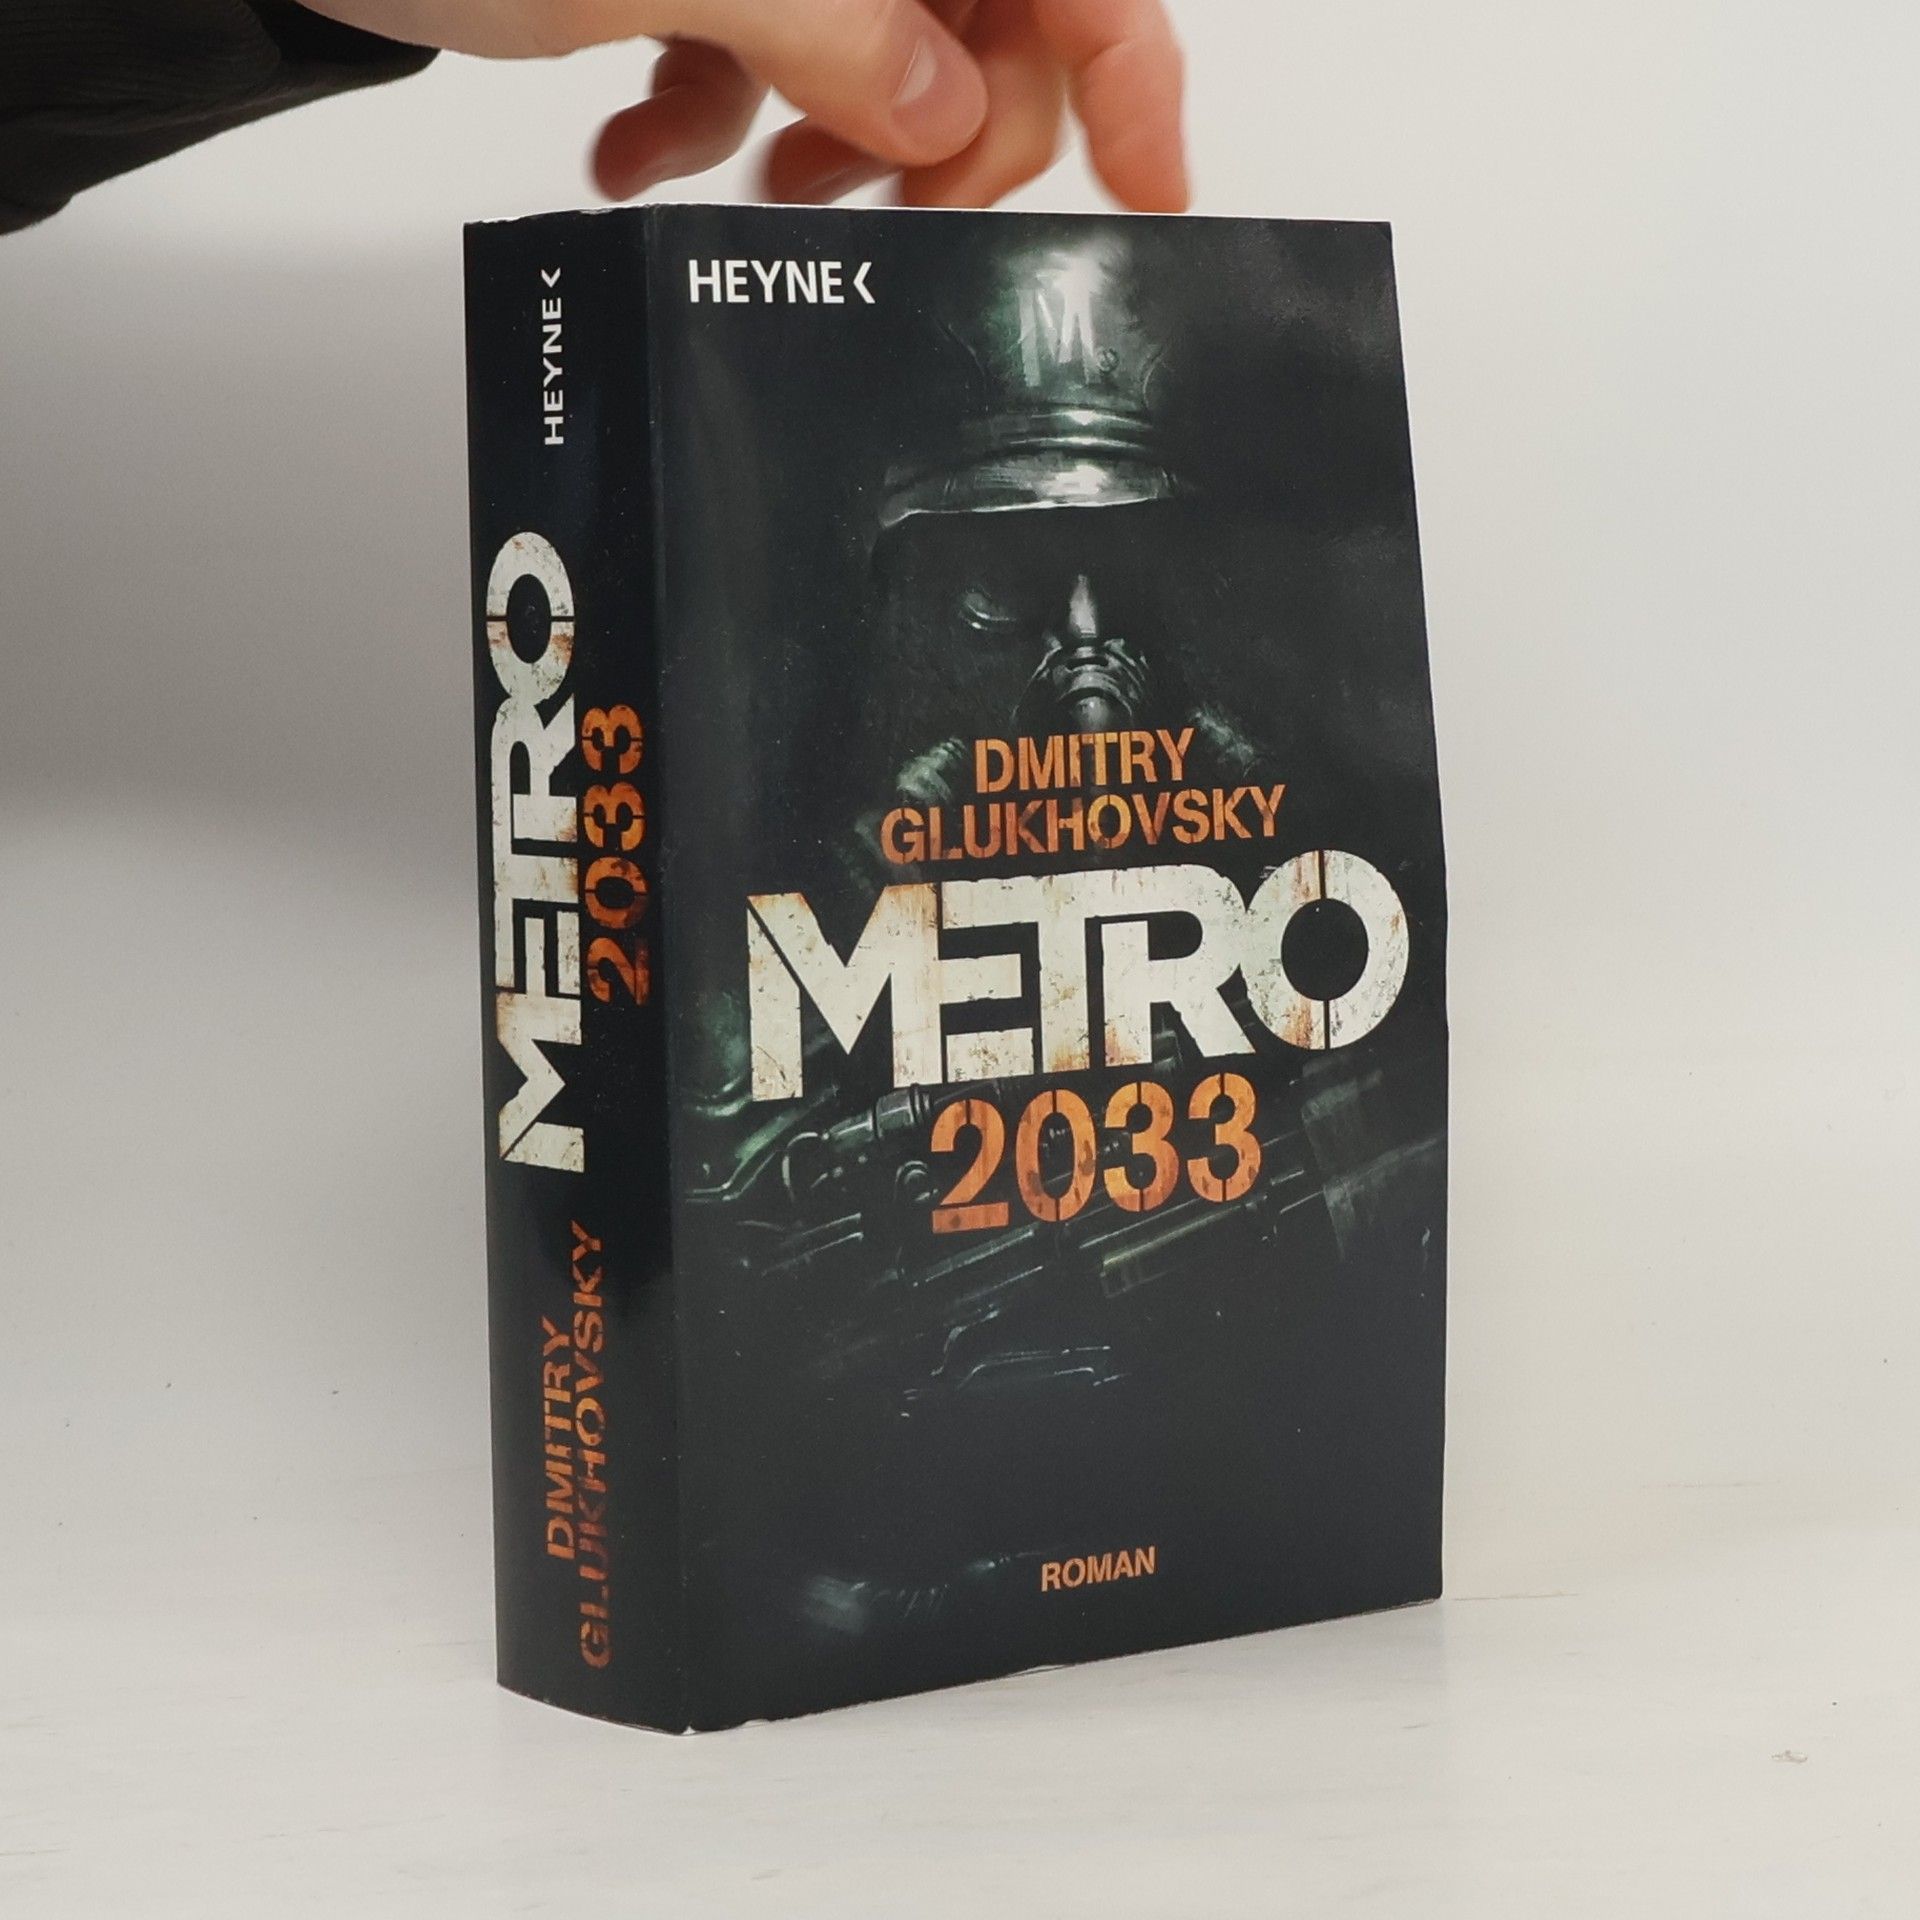 HEYNE<
METRO
2033
DMITRY
GLUKHOVSKY
HEYNE<
M
DMITRY
GLUKHOVSKY
METRO
2033
ROMAN